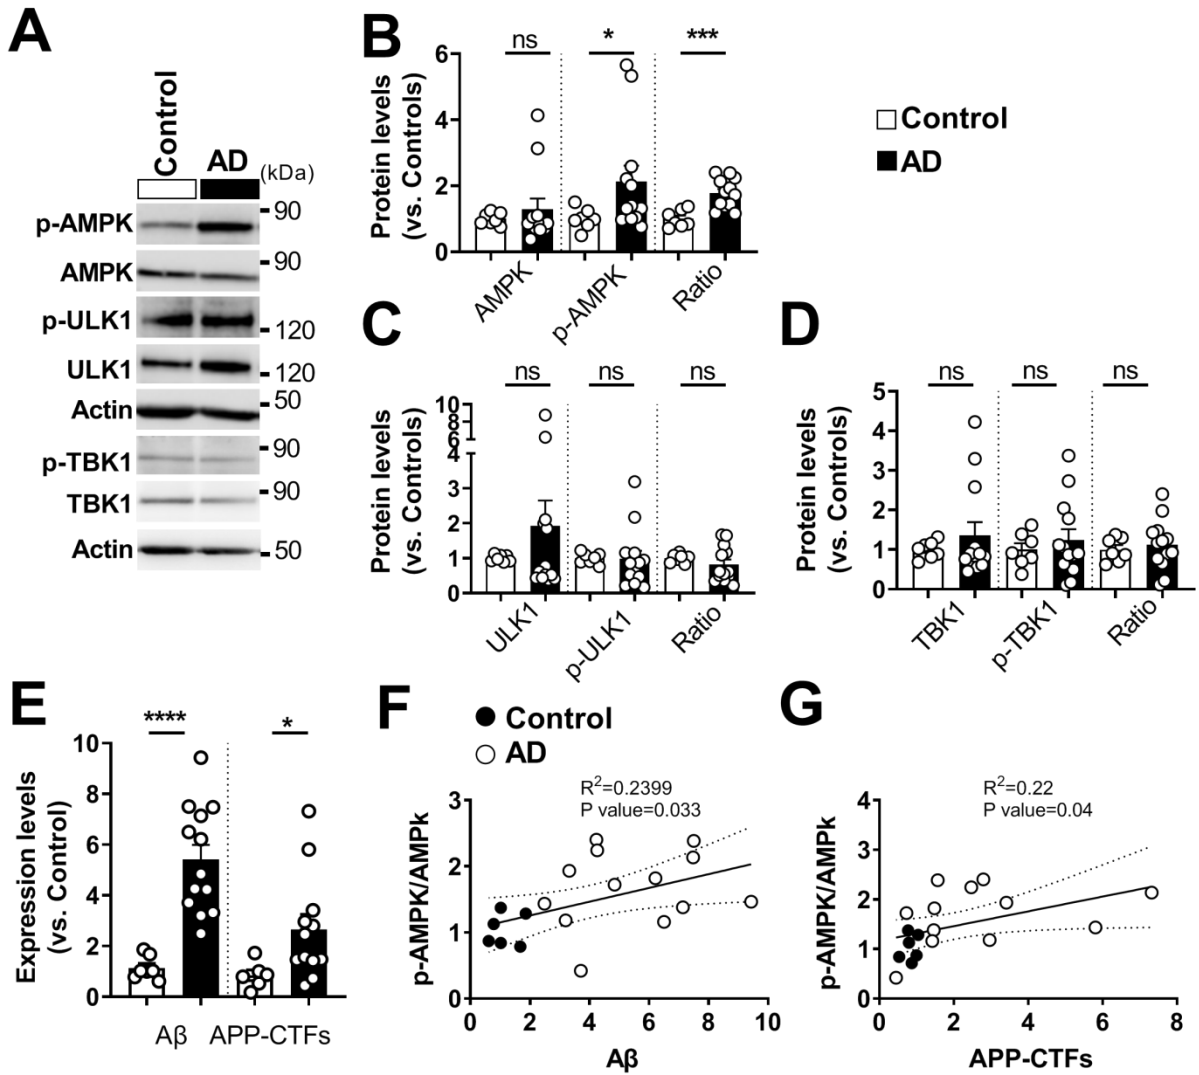 A
Control
AD
(kDa)
p-AMPK
90
AMPK
90
p-ULK1
120
ULK1
120
Actin
50
p-TBK1
90
TBK1
90
Actin
50
B
Protein levels
(vs. Controls)
6
4
2
0
ns
*
***
AMPK
p-AMPK
Ratio
Control
AD
C
Protein levels
(vs. Controls)
10
8
6
4
3
2
1
0
ns
ns
ns
ULK1
p-ULK1
Ratio
D
Protein levels
(vs. Controls)
5
4
3
2
1
0
ns
ns
ns
TBK1
p-TBK1
Ratio
E
Expression levels
(vs. Control)
10
8
6
4
2
0
****
*
Aβ
APP-CTFs
F
Control
AD
R²=0.2399
P value=0.033
p-AMPK/AMPk
3
2
1
0
0 2 4 6 8 10
Aβ
G
R²=0.22
P value=0.04
p-AMPK/AMPk
4
3
2
1
0
0 2 4 6 8
APP-CTFs